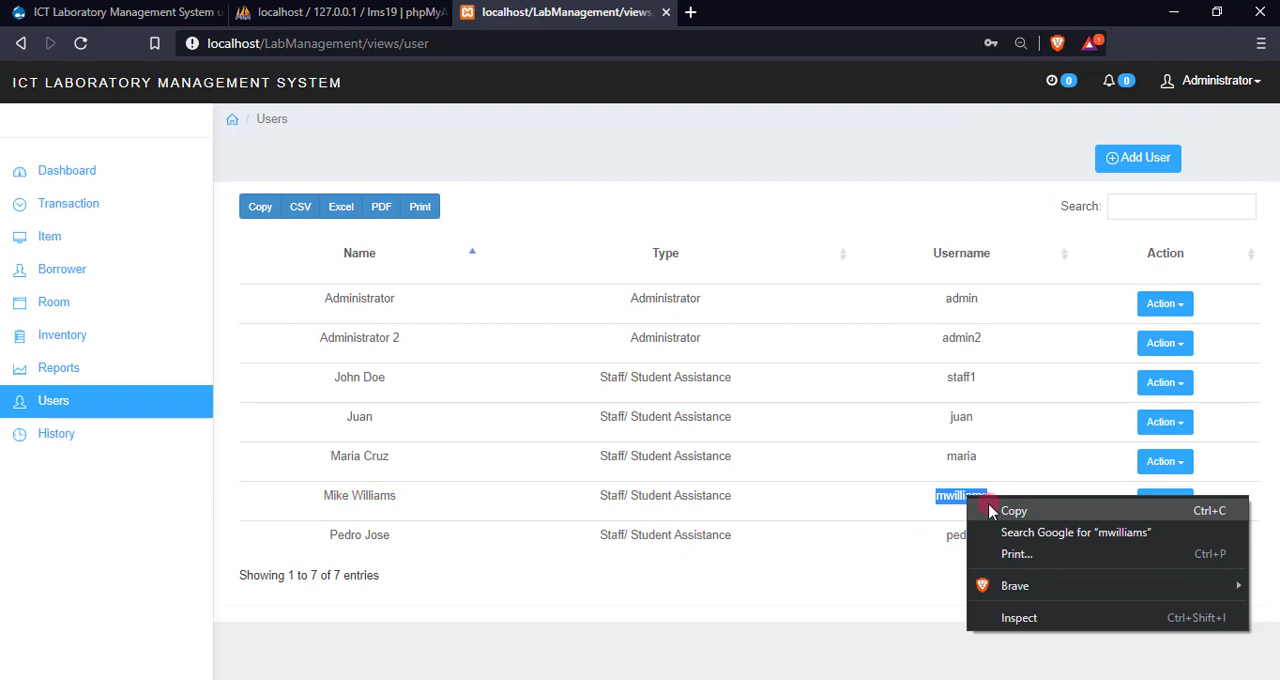 ICT Laboratory Management System u
localhost / 127.0.0.1 / lms19 | phpMyA
localhost/LabManagement/views
localhost/LabManagement/views/user
1
ICT LABORATORY MANAGEMENT SYSTEM
0
0
Administrator
/ Users
Add User
Dashboard
Transaction
Item
Borrower
Room
Inventory
Reports
Users
History
Copy CSV Excel PDF Print
Search:
Name Type Username Action
Administrator Administrator admin Action
Administrator 2 Administrator admin2 Action
John Doe Staff/ Student Assistance staff1 Action
Juan Staff/ Student Assistance juan Action
Maria Cruz Staff/ Student Assistance maria Action
Mike Williams Staff/ Student Assistance mwilliams
Pedro Jose Staff/ Student Assistance ped
Showing 1 to 7 of 7 entries
Copy Ctrl+C
Search Google for “mwilliams”
Print... Ctrl+P
Brave
Inspect Ctrl+Shift+I